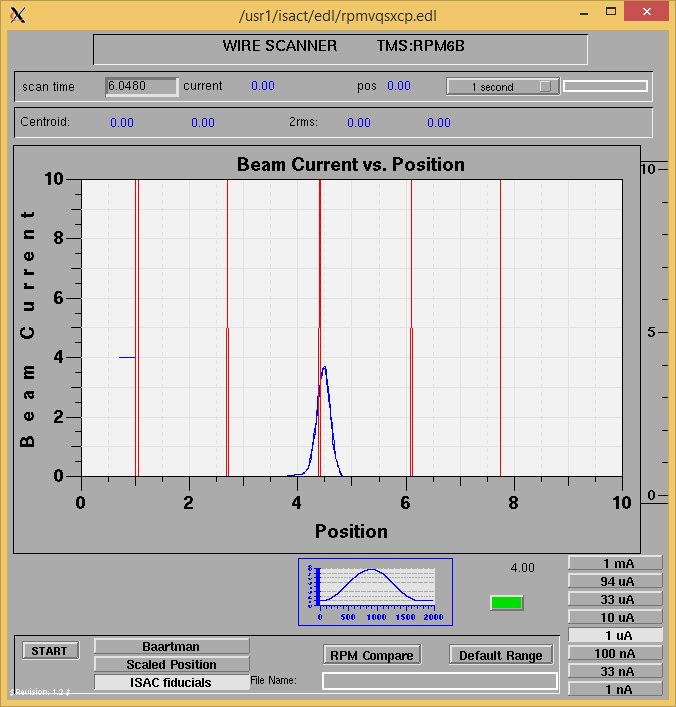 /usr1/isact/edl/rpmvqsxcp.edl
WIRE SCANNER TMS:RPM6B
scan time 6.0480 current 0.00 pos 0.00 1 second
Centroid: 0.00 0.00 2rms: 0.00 0.00
Beam Current vs. Position
10
8
6
4
2
0
Beam Current
0 2 4 6 8 10
Position
10
5
0
8
0 500 1000 1500 2000
4.00
1 mA
94 uA
33 uA
10 uA
1 uA
100 nA
33 nA
1 nA
START
Baartman
Scaled Position
ISAC fiducials
RPM Compare
Default Range
File Name:
$Revision: 1.2 $